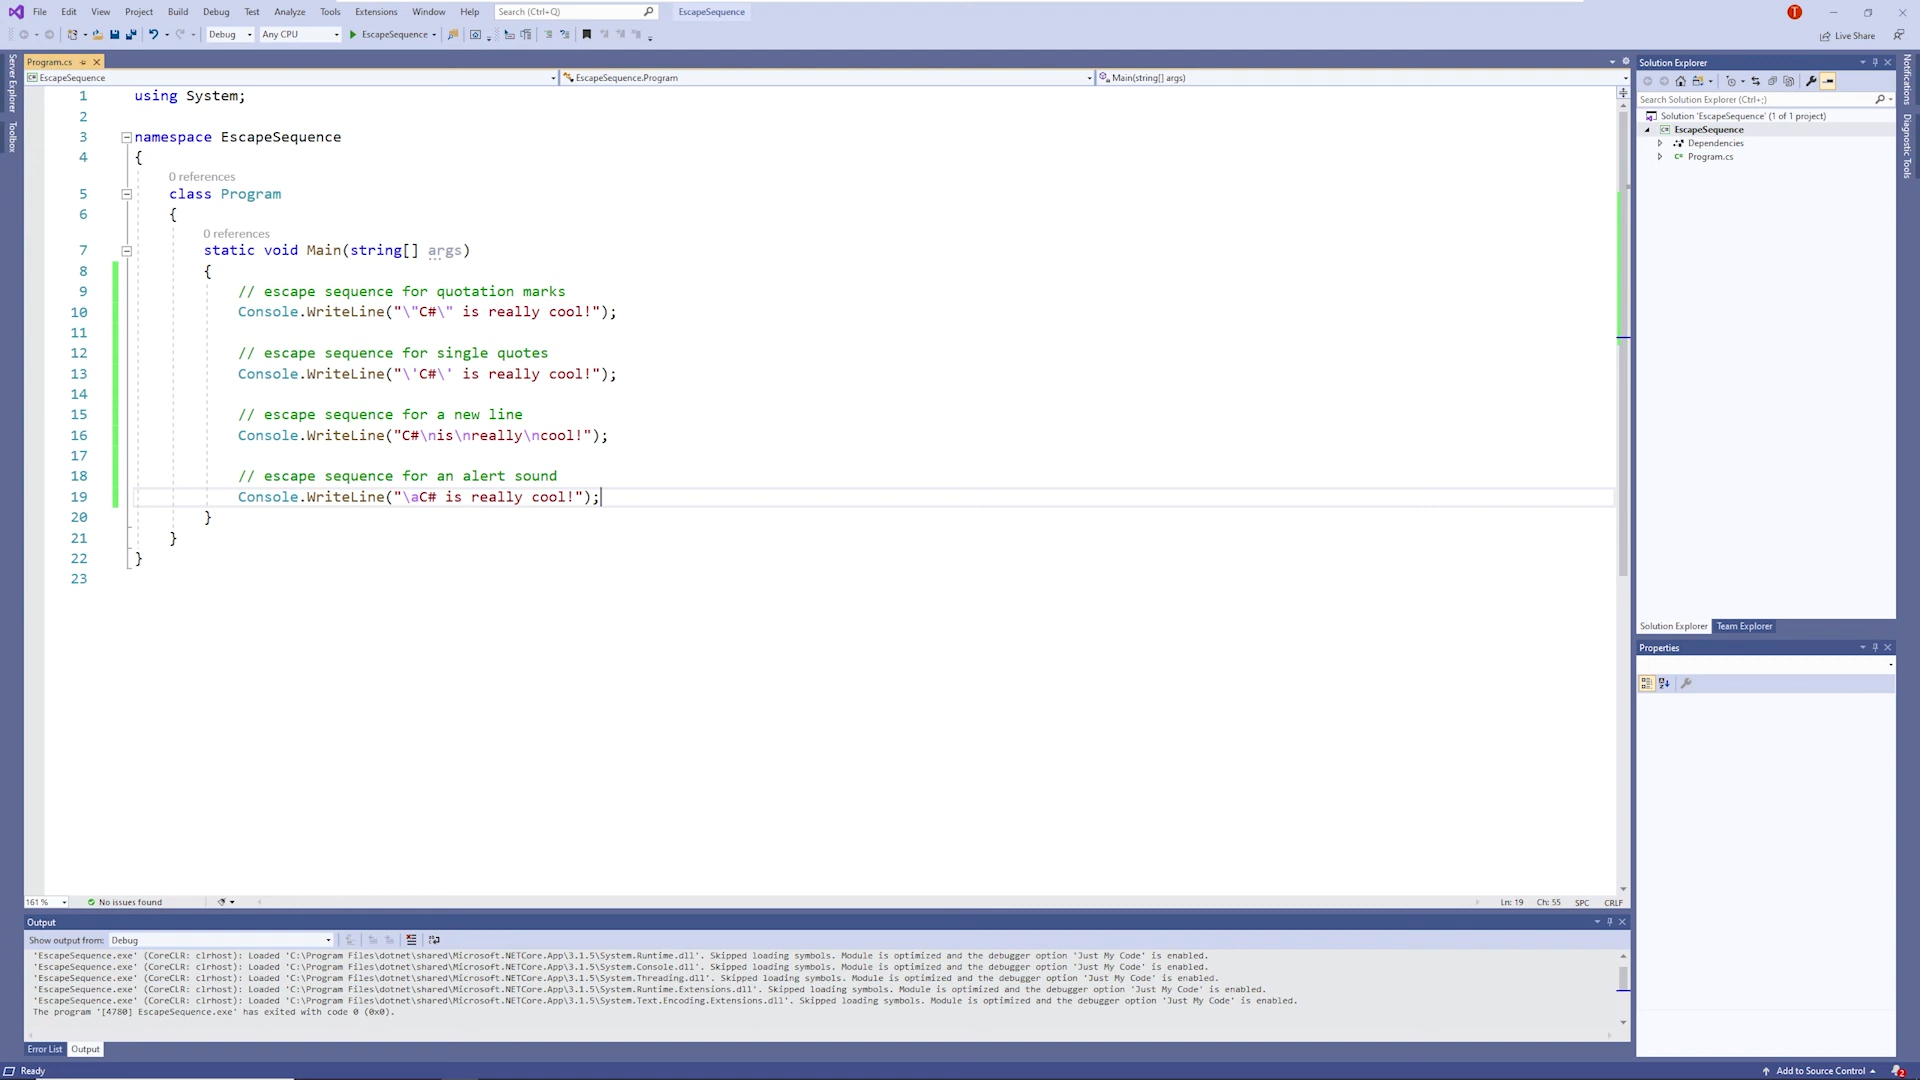 File Edit View Project Build Debug Test Analyze Tools Extensions Window Help Search (Ctrl+Q) EscapeSequence T
Debug Any CPU EscapeSequence Live Share
Server Explorer
Toolbox
Program.cs
EscapeSequence EscapeSequence.Program Main(string[] args)
1 using System;
2
3 namespace EscapeSequence
4 {
0 references
5 class Program
6 {
0 references
7 static void Main(string[] args)
8 {
9 // escape sequence for quotation marks
10 Console.WriteLine("\"C#\" is really cool!");
11
12 // escape sequence for single quotes
13 Console.WriteLine("\'C#\' is really cool!");
14
15 // escape sequence for a new line
16 Console.WriteLine("C#\nis\nreally\ncool!");
17
18 // escape sequence for an alert sound
19 Console.WriteLine("\aC# is really cool!");
20 }
21 }
22 }
23
161 % No issues found Ln: 19 Ch: 55 SPC CRLF
Output
Show output from: Debug
'EscapeSequence.exe' (CoreCLR: clrhost): Loaded 'C:\Program Files\dotnet\shared\Microsoft.NETCore.App\3.1.5\System.Runtime.dll'. Skipped loading symbols. Module is optimized and the debugger option 'Just My Code' is enabled.
'EscapeSequence.exe' (CoreCLR: clrhost): Loaded 'C:\Program Files\dotnet\shared\Microsoft.NETCore.App\3.1.5\System.Console.dll'. Skipped loading symbols. Module is optimized and the debugger option 'Just My Code' is enabled.
'EscapeSequence.exe' (CoreCLR: clrhost): Loaded 'C:\Program Files\dotnet\shared\Microsoft.NETCore.App\3.1.5\System.Threading.dll'. Skipped loading symbols. Module is optimized and the debugger option 'Just My Code' is enabled.
'EscapeSequence.exe' (CoreCLR: clrhost): Loaded 'C:\Program Files\dotnet\shared\Microsoft.NETCore.App\3.1.5\System.Runtime.Extensions.dll'. Skipped loading symbols. Module is optimized and the debugger option 'Just My Code' is enabled.
'EscapeSequence.exe' (CoreCLR: clrhost): Loaded 'C:\Program Files\dotnet\shared\Microsoft.NETCore.App\3.1.5\System.Text.Encoding.Extensions.dll'. Skipped loading symbols. Module is optimized and the debugger option 'Just My Code' is enabled.
The program '[4780] EscapeSequence.exe' has exited with code 0 (0x0).
Error List Output
Solution Explorer
Search Solution Explorer (Ctrl+;)
Solution 'EscapeSequence' (1 of 1 project)
C# EscapeSequence
Dependencies
C# Program.cs
Solution Explorer Team Explorer
Properties
Notifications
Diagnostic Tools
Ready Add to Source Control 2